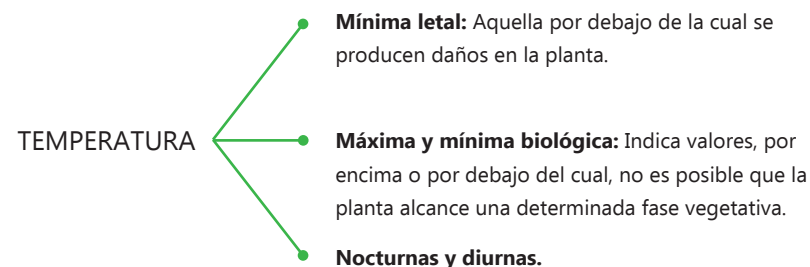 Mínima letal: Aquella por debajo de la cual se
producen daños en la planta.
TEMPERATURA
Máxima y mínima biológica: Indica valores, por
encima o por debajo del cual, no es posible que la
planta alcance una determinada fase vegetativa.
Nocturnas y diurnas.